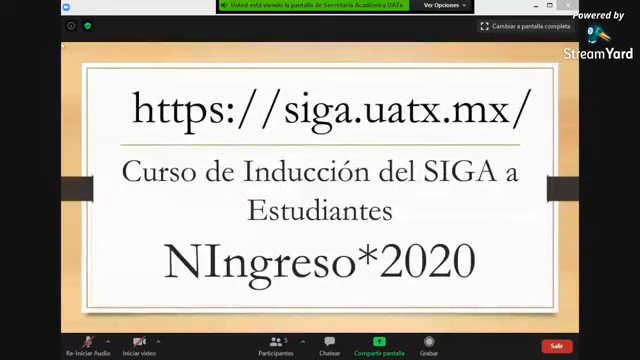 Usted está viendo la pantalla de Secretaría Académica UATx
Ver Opciones
Powered by
StreamYard
Cambiar a pantalla completa
https://siga.uatx.mx/
Curso de Inducción del SIGA a
Estudiantes
NIngreso*2020
Re-Iniciar Audio
Iniciar video
Participantes
5
Chatear
Compartir pantalla
Grabar
Salir